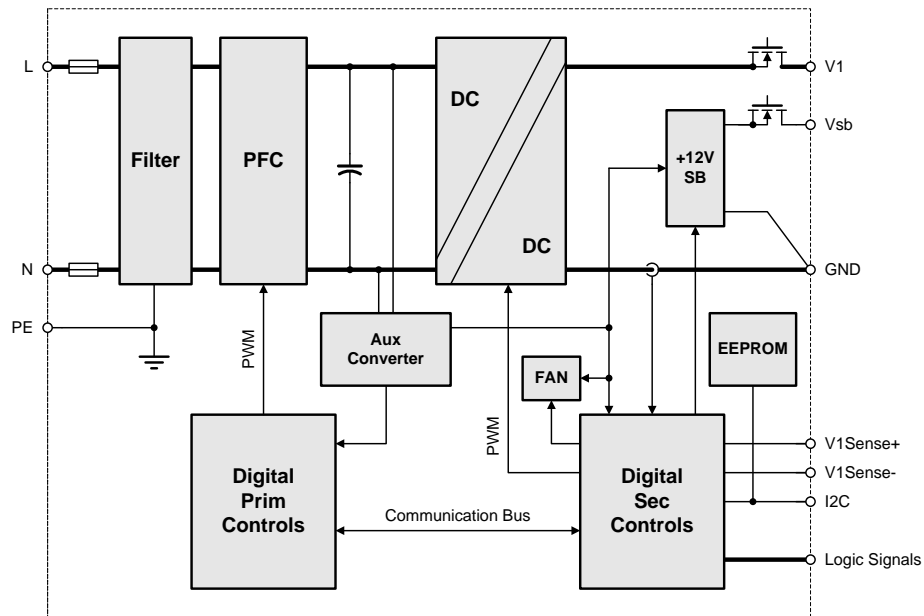 L
V1
DC
Vsb
Filter
PFC
+12V
SB
DC
N
GND
PE
PWM
Aux
Converter
EEPROM
FAN
PWM
V1Sense+
Digital
Prim
Controls
Digital
Sec
Controls
V1Sense-
I2C
Communication Bus
Logic Signals